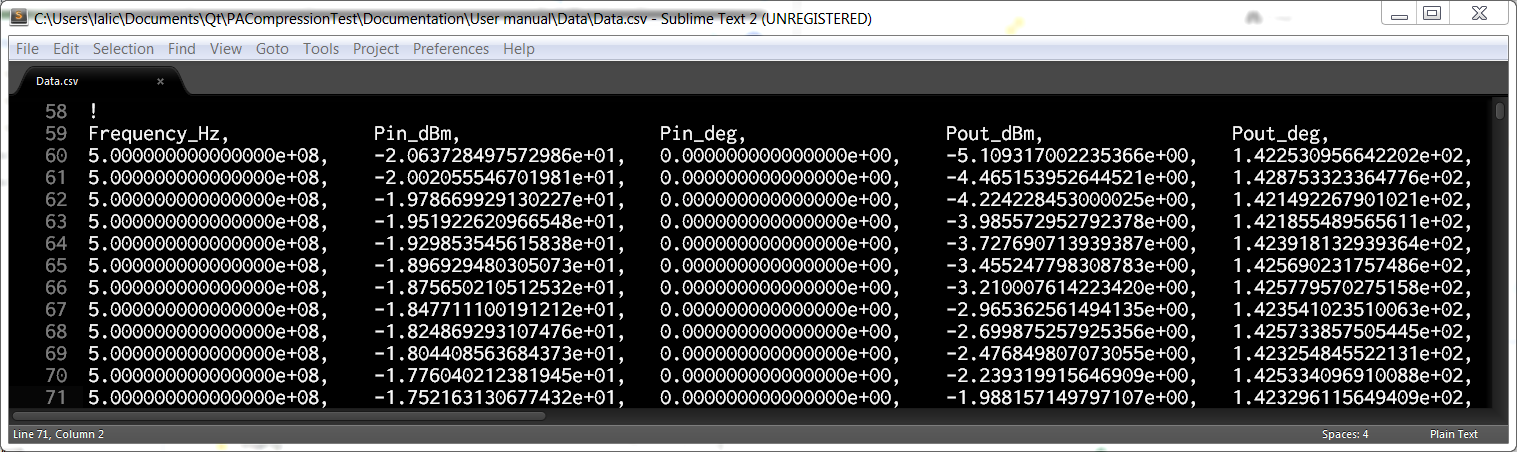 C:\Users\lalic\Documents\Qt\PACompressionTest\Documentation\User manual\Data\Data.csv - Sublime Text 2 (UNREGISTERED)
File Edit Selection Find View Goto Tools Project Preferences Help
Data.csv ×
58 !
59 Frequency_Hz, Pin_dBm, Pin_deg, Pout_dBm, Pout_deg,
60 5.000000000000000e+08, -2.063728497572986e+01, 0.000000000000000e+00, -5.109317002235366e+00, 1.422530956642202e+02,
61 5.000000000000000e+08, -2.002055546701981e+01, 0.000000000000000e+00, -4.465153952644521e+00, 1.428753323364776e+02,
62 5.000000000000000e+08, -1.978669929130227e+01, 0.000000000000000e+00, -4.224228453000025e+00, 1.421492267901021e+02,
63 5.000000000000000e+08, -1.951922620966548e+01, 0.000000000000000e+00, -3.985572952792378e+00, 1.421855489565611e+02,
64 5.000000000000000e+08, -1.929853545615838e+01, 0.000000000000000e+00, -3.727690713939387e+00, 1.423918132939364e+02,
65 5.000000000000000e+08, -1.896929480305073e+01, 0.000000000000000e+00, -3.455247798308783e+00, 1.425690231757486e+02,
66 5.000000000000000e+08, -1.875650210512532e+01, 0.000000000000000e+00, -3.210007614223420e+00, 1.425779570275158e+02,
67 5.000000000000000e+08, -1.847711100191212e+01, 0.000000000000000e+00, -2.965362561494135e+00, 1.423541023510063e+02,
68 5.000000000000000e+08, -1.824869293107476e+01, 0.000000000000000e+00, -2.699875257925356e+00, 1.425733857505445e+02,
69 5.000000000000000e+08, -1.804408563684373e+01, 0.000000000000000e+00, -2.476849807073055e+00, 1.423254845522131e+02,
70 5.000000000000000e+08, -1.776040212381945e+01, 0.000000000000000e+00, -2.239319915646909e+00, 1.425334096910088e+02,
71 5.000000000000000e+08, -1.752163130677432e+01, 0.000000000000000e+00, -1.988157149797107e+00, 1.423296115649409e+02,
Line 71, Column 2 Spaces: 4 Plain Text